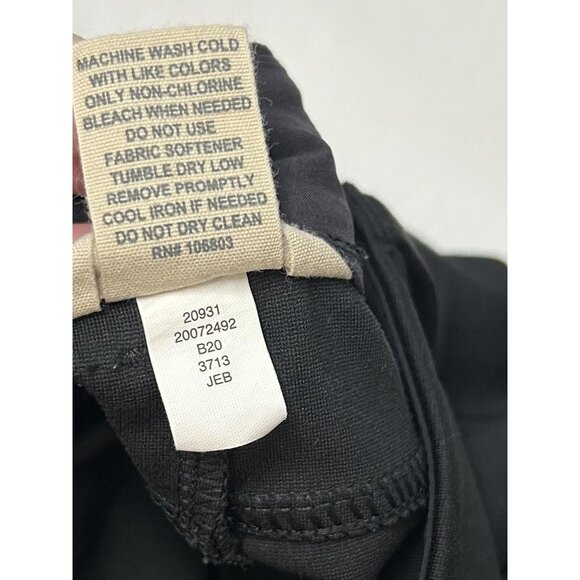 MACHINE WASH COLD
WITH LIKE COLORS
ONLY NON-CHLORINE
BLEACH WHEN NEEDED
DO NOT USE
FABRIC SOFTENER
TUMBLE DRY LOW
REMOVE PROMPTLY
COOL IRON IF NEEDED
DO NOT DRY CLEAN
RN# 106803
20931
20072492
B20
3713
JEB